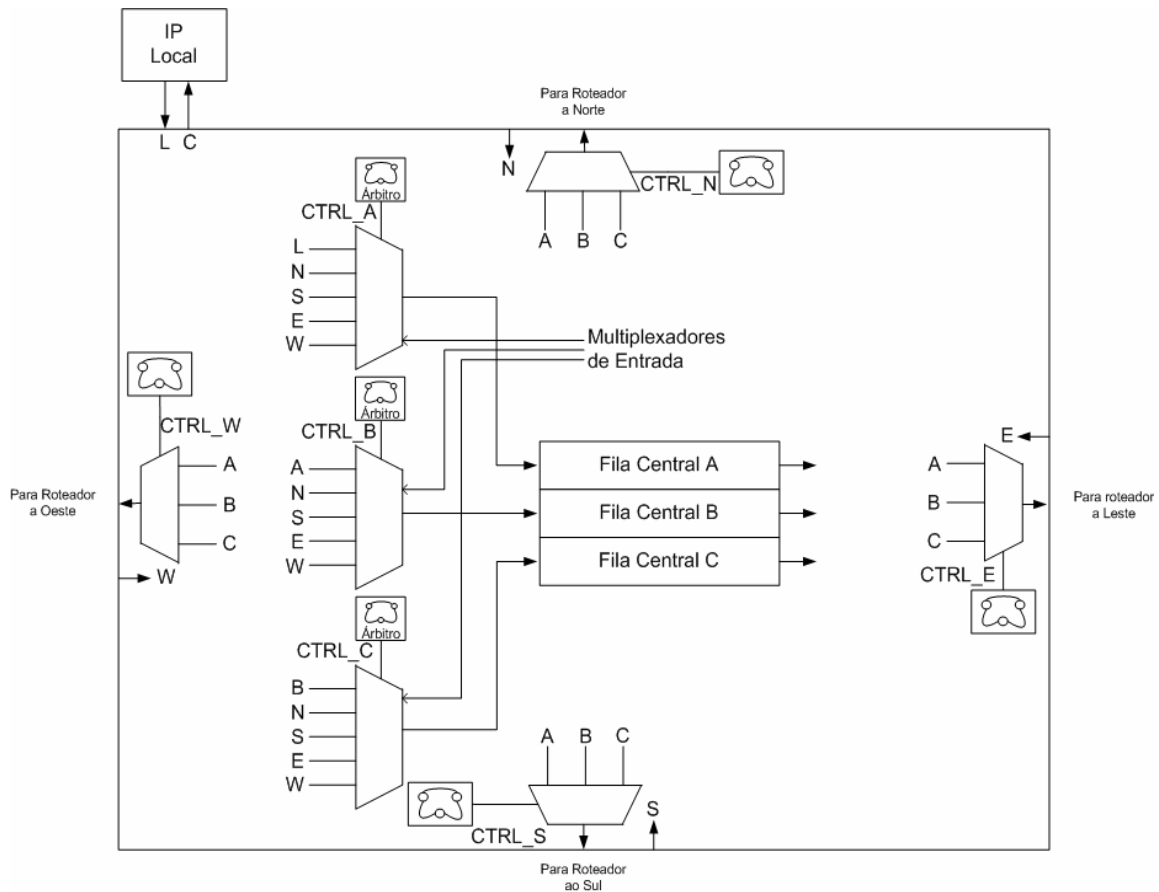 IP
Local
L C
Para Roteador
a Norte
N
CTRL_N
A B C
Árbitro
CTRL_A
L
N
S
E
W
Multiplexadores
de Entrada
Árbitro
CTRL_B
A
N
S
E
W
CTRL_W
A
B
C
Para Roteador
a Oeste
W
Fila Central A
Fila Central B
Fila Central C
E
A
B
C
Para roteador
a Leste
CTRL_E
Árbitro
CTRL_C
B
N
S
E
W
A B C
CTRL_S
S
Para Roteador
ao Sul